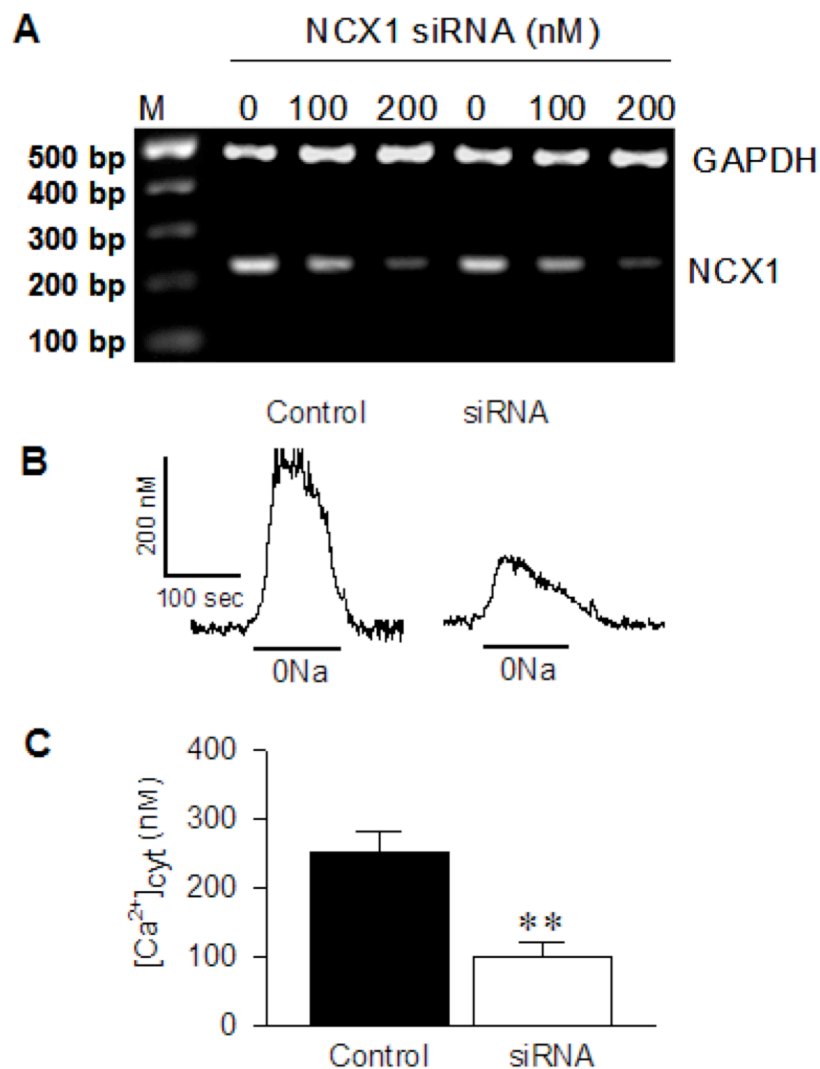 A
NCX1 siRNA (nM)
M 0 100 200 0 100 200
500 bp GAPDH
400 bp
300 bp
200 bp NCX1
100 bp
Control siRNA
B
200 nM
100 sec
0Na 0Na
C
[Ca²⁺]cyt (nM)
400
300
200
100
0
**
Control siRNA